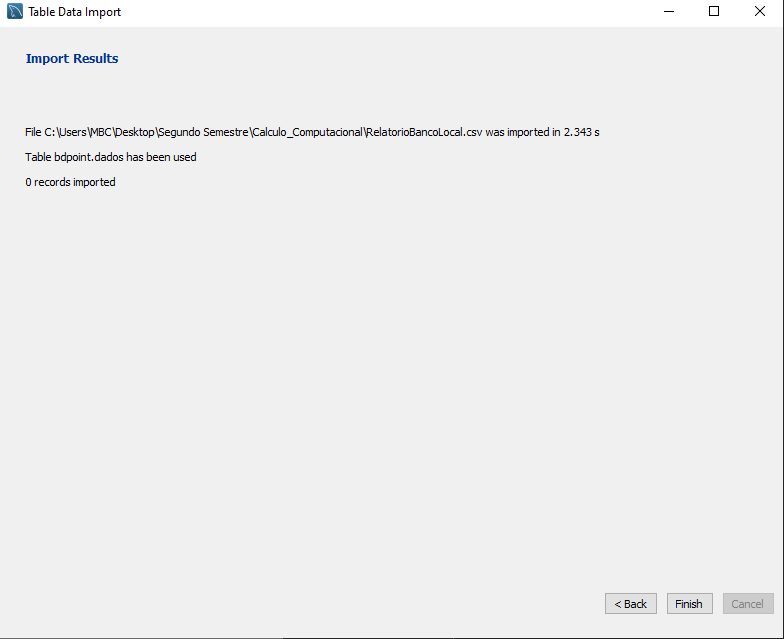 Table Data Import
Import Results
File C:\Users\MBC\Desktop\Segundo Semestre\Calculo_Computacional\RelatorioBancoLocal.csv was imported in 2.343 s
Table bdpoint.dados has been used
0 records imported
< Back
Finish
Cancel